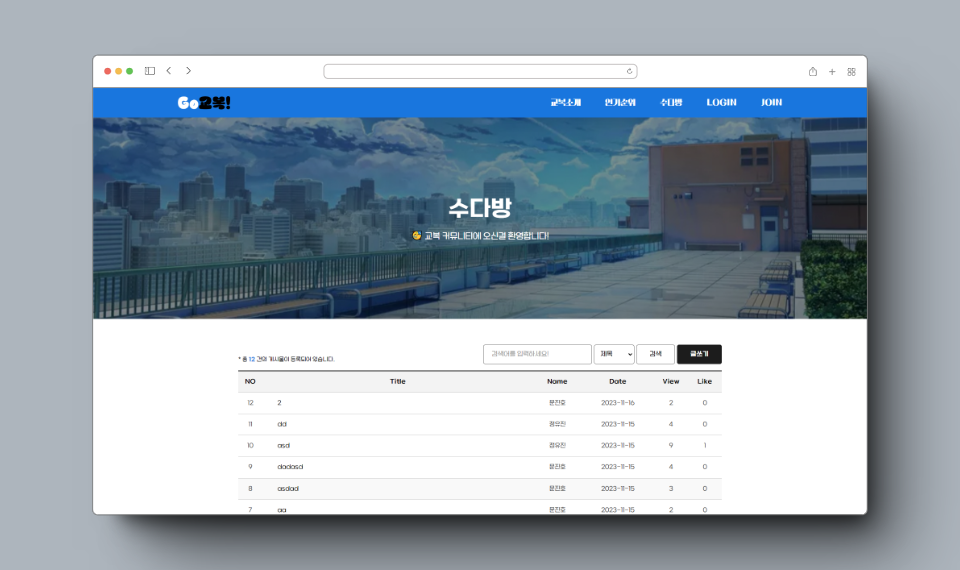 Go교복!
교복소개 인기순위 수다방 LOGIN JOIN
수다방
교복 커뮤니티에 오신걸 환영합니다!
* 총 12 건의 게시물이 등록되어 있습니다.
검색어를 입력하세요! 제목 검색 글쓰기
NO Title Name Date View Like
12 2 문진호 2023-11-16 2 0
11 dd 정유진 2023-11-15 4 0
10 asd 정유진 2023-11-15 9 1
9 dadasd 문진호 2023-11-15 4 0
8 asdad 문진호 2023-11-15 3 0
7 aa 문진호 2023-11-15 2 0